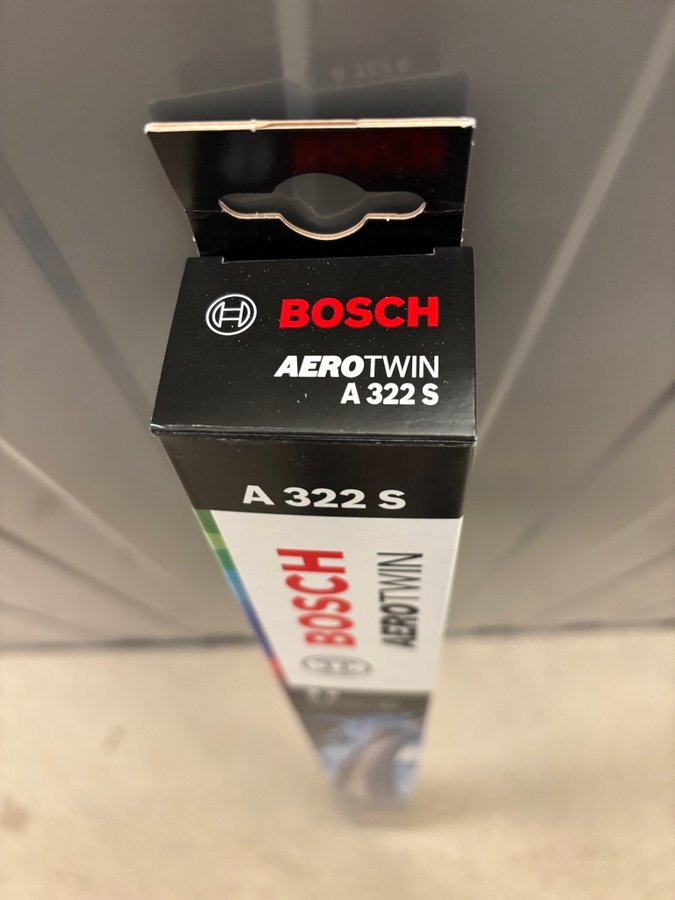 BOSCH
AEROTWIN
A 322 S
A 322 S
BOSCH
AEROTWIN